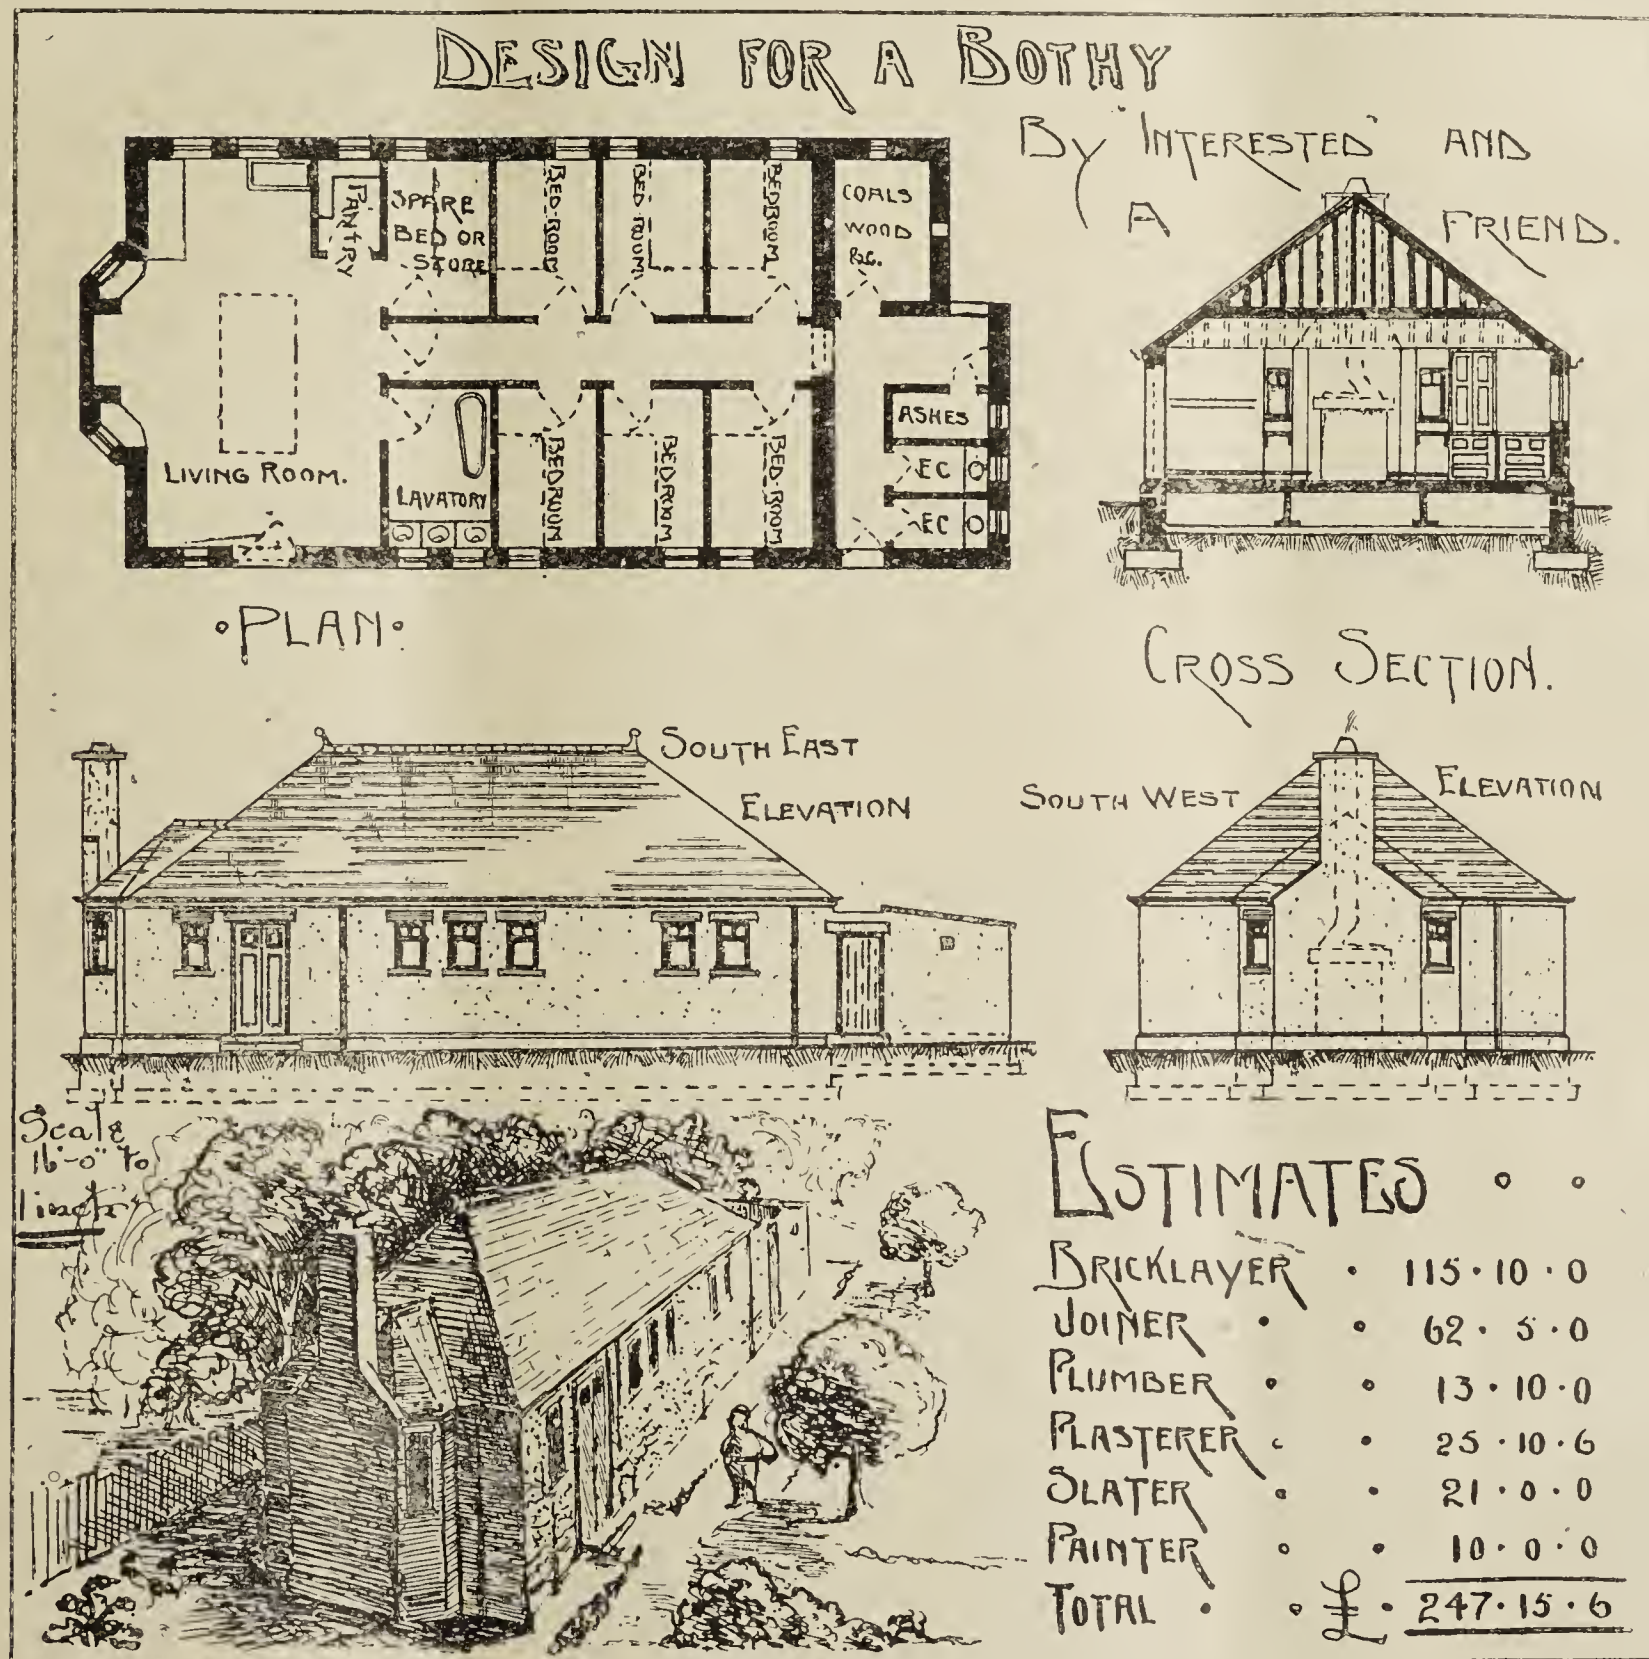 DESIGN FOR A BOTHY
BY "INTERESTED" AND
A FRIEND.
PANTRY
SPARE
BED OR
STORE
BED-ROOM
BED-ROOM
BEDROOM
COALS
WOOD
&c.
LIVING ROOM.
LAVATORY
BEDROOM
BEDROOM
BED-ROOM
ASHES
EC
EC
·PLAN·
CROSS SECTION.
SOUTH EAST
ELEVATION
SOUTH WEST ELEVATION
Scale
16'-0" to
1 inch
ESTIMATES · ·
BRICKLAYER · 115·10·0
JOINER · · 62·5·0
PLUMBER · · 13·10·0
PLASTERER · · 25·10·6
SLATER · · 21·0·0
PAINTER · · 10·0·0
TOTAL · · £·247·15·6